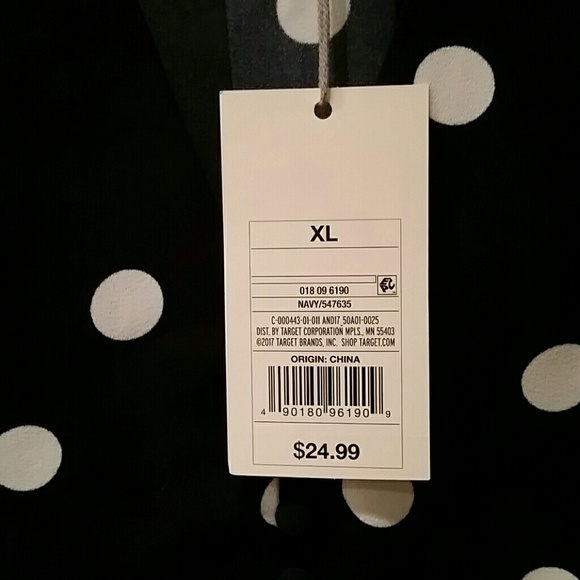 XL
018 09 6190
NAVY/547635
C-000443-01-011 AND17_50A01-0025
DIST. BY TARGET CORPORATION MPLS., MN 55403
©2017 TARGET BRANDS, INC. SHOP TARGET.COM
ORIGIN: CHINA
4 90180 96190 9
$24.99